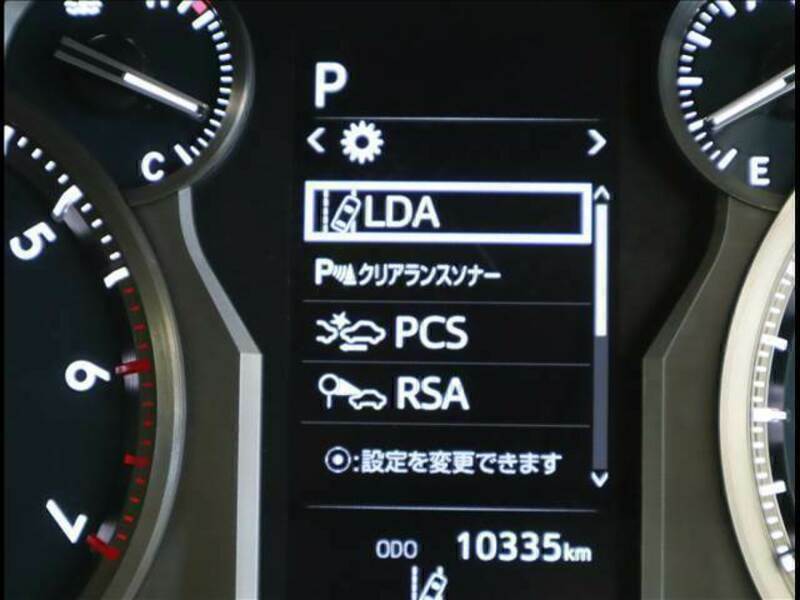 P
C
E
LDA
Pクリアランスソナー
5
PCS
6
RSA
:設定を変更できます
7
ODO 10335km